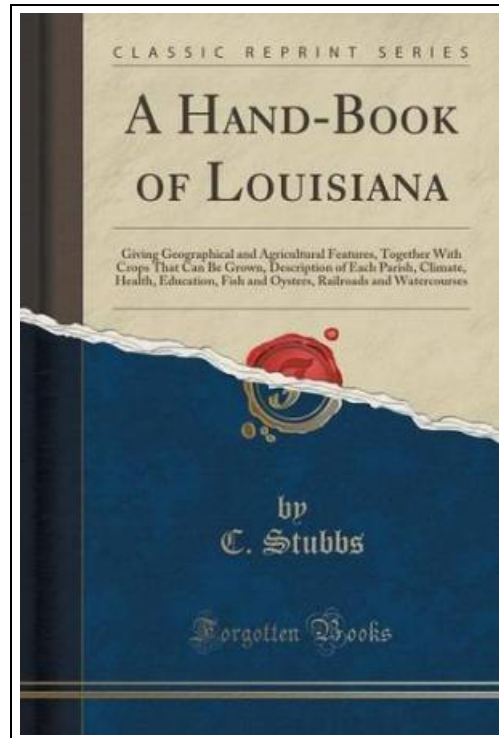 CLASSIC REPRINT SERIES
A HAND-BOOK
OF LOUISIANA
Giving Geographical and Agricultural Features, Together With
Crops That Can Be Grown, Description of Each Parish, Climate,
Health, Education, Fish and Oysters, Railroads and Watercourses
by
C. Stubbs
Forgotten Books